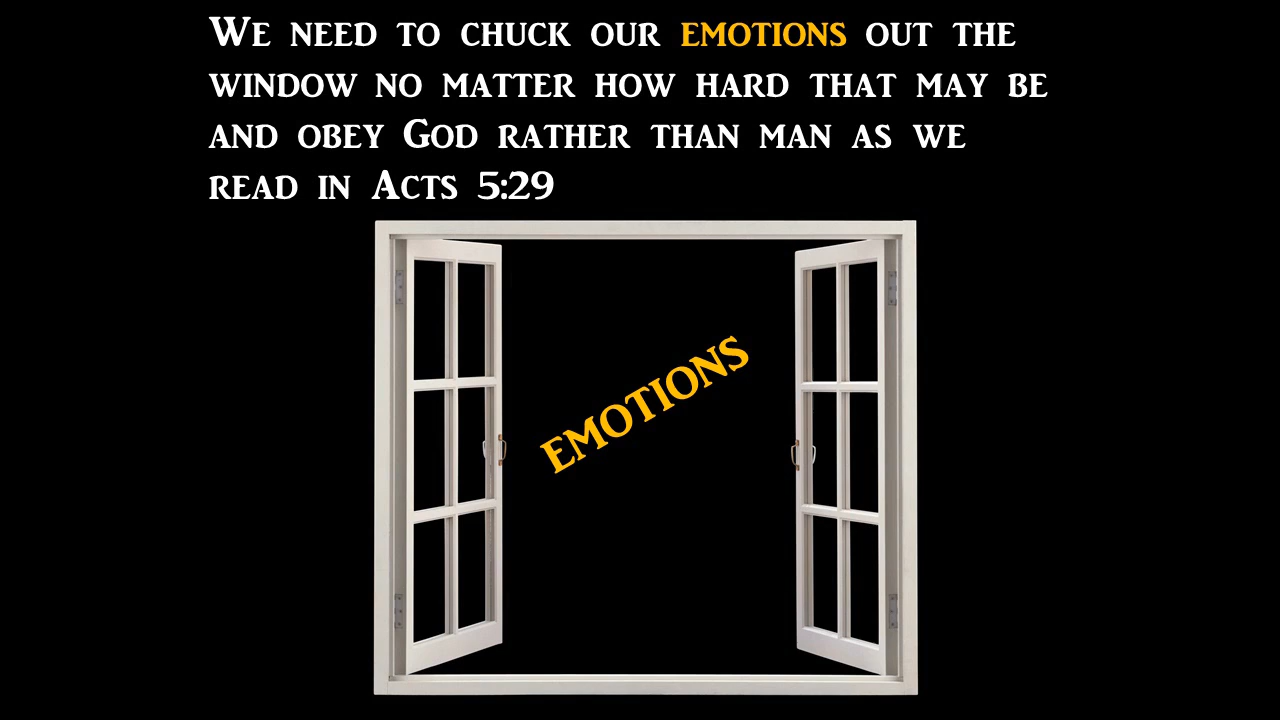 We need to chuck our emotions out the
window no matter how hard that may be
and obey God rather than man as we
read in Acts 5:29
EMOTIONS